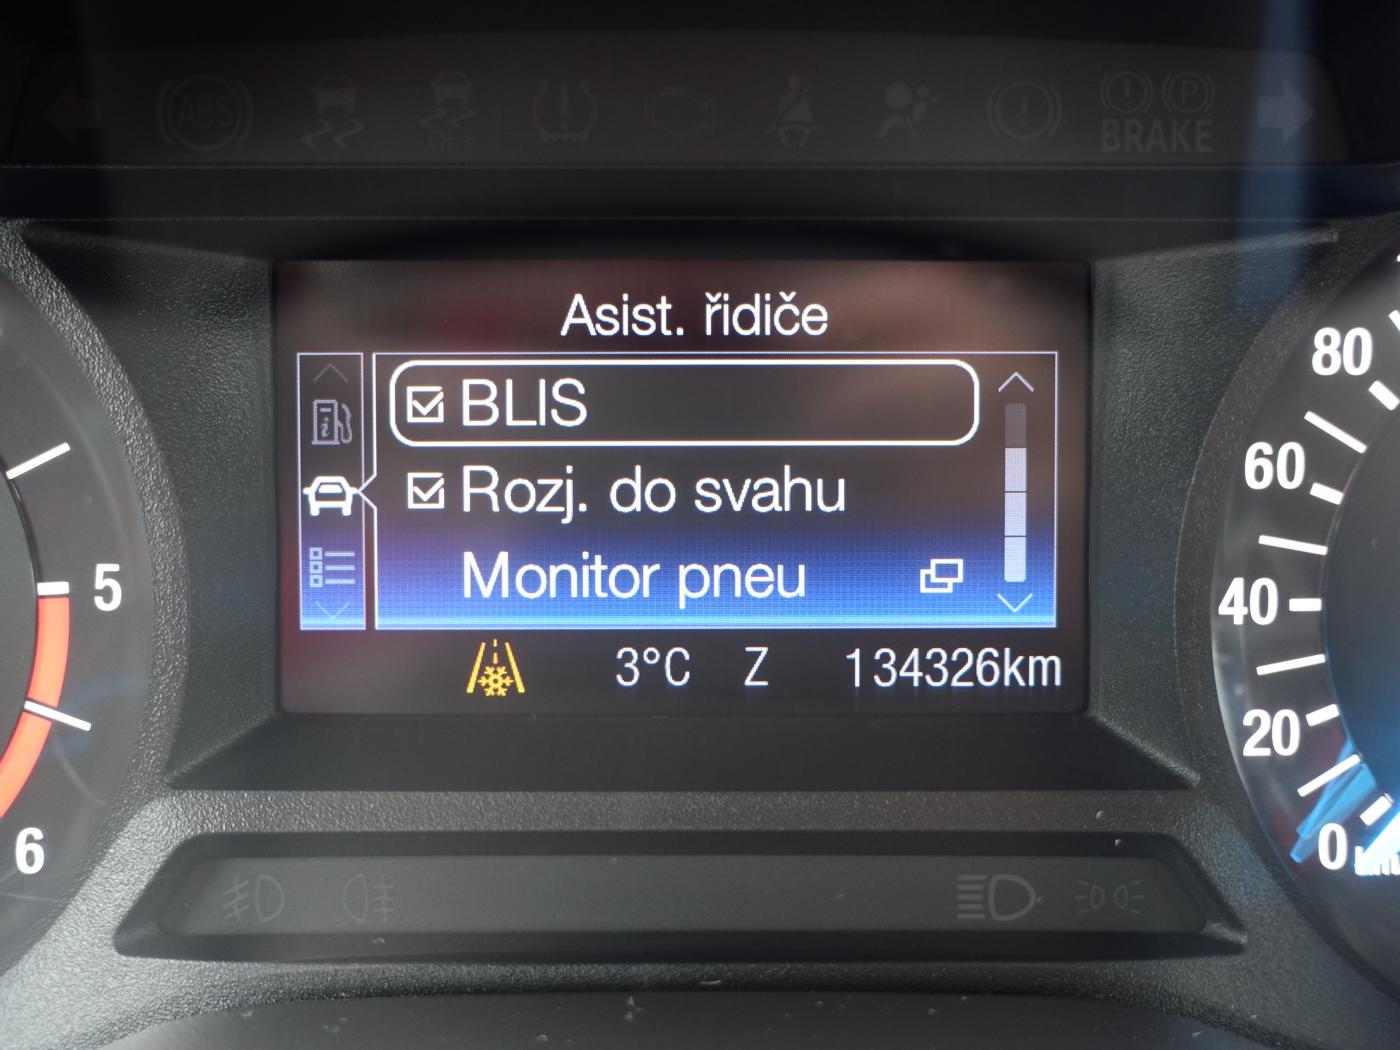 ABS
OFF
BRAKE
Asist. řidiče
BLIS
Rozj. do svahu
Monitor pneu
3°C Z 134326km
5
6
80
60
40
20
0